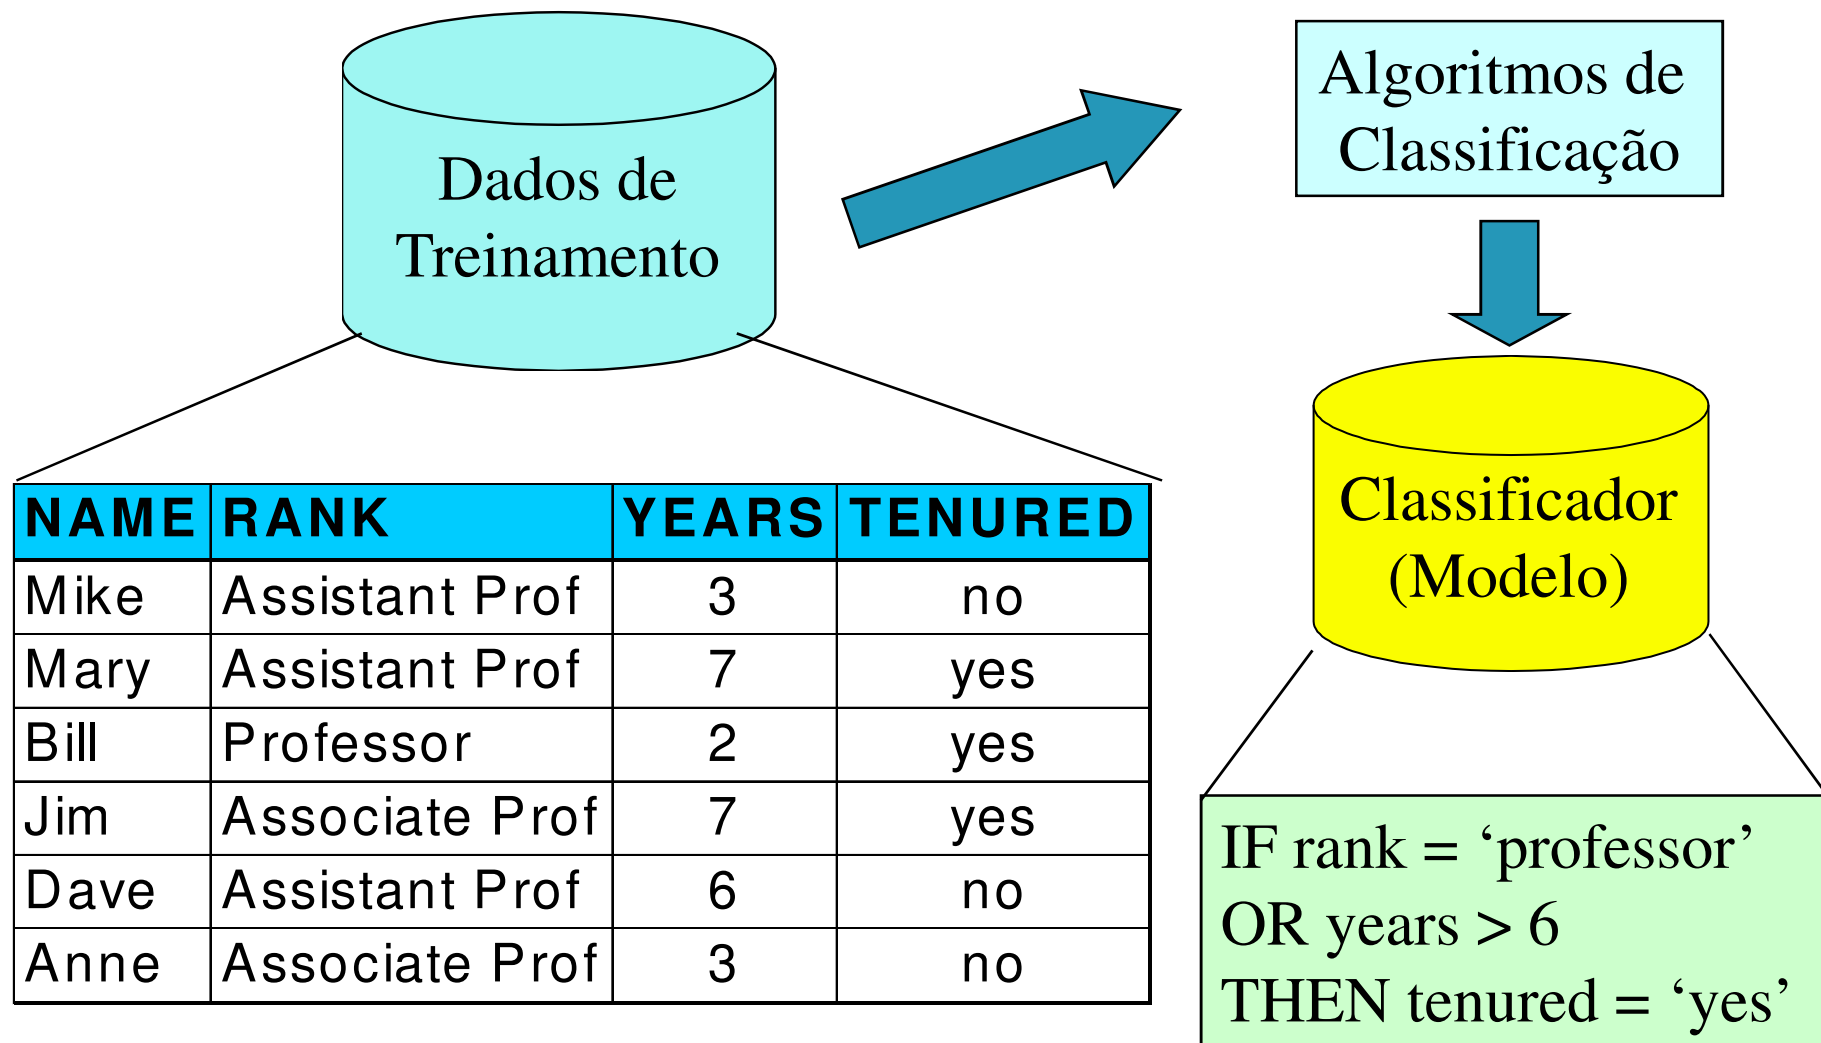 Dados de
Treinamento
Algoritmos de
Classificação
NAME RANK YEARS TENURED
Mike Assistant Prof 3 no
Mary Assistant Prof 7 yes
Bill Professor 2 yes
Jim Associate Prof 7 yes
Dave Assistant Prof 6 no
Anne Associate Prof 3 no
Classificador
(Modelo)
IF rank = ‘professor’
OR years > 6
THEN tenured = ‘yes’